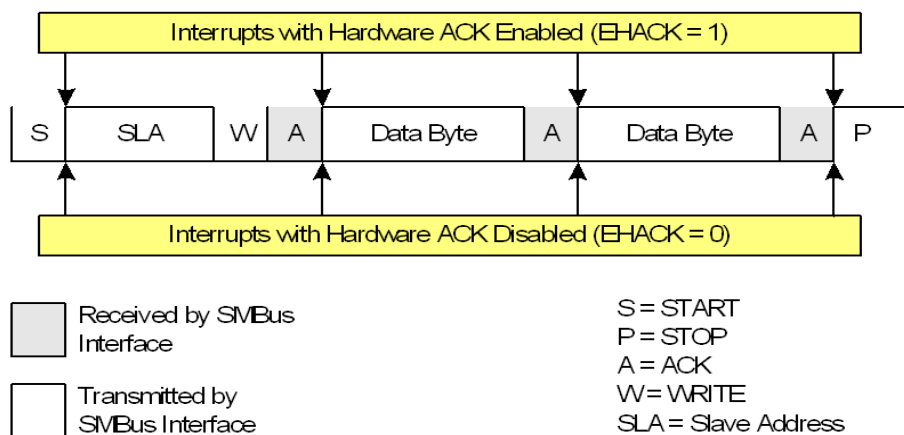 Interrupts with Hardware ACK Enabled (EHACK = 1)
S SLA W A Data Byte A Data Byte A P
Interrupts with Hardware ACK Disabled (EHACK = 0)
Received by SMBus
Interface
Transmitted by
SMBus Interface
S = START
P = STOP
A = ACK
W = WRITE
SLA = Slave Address